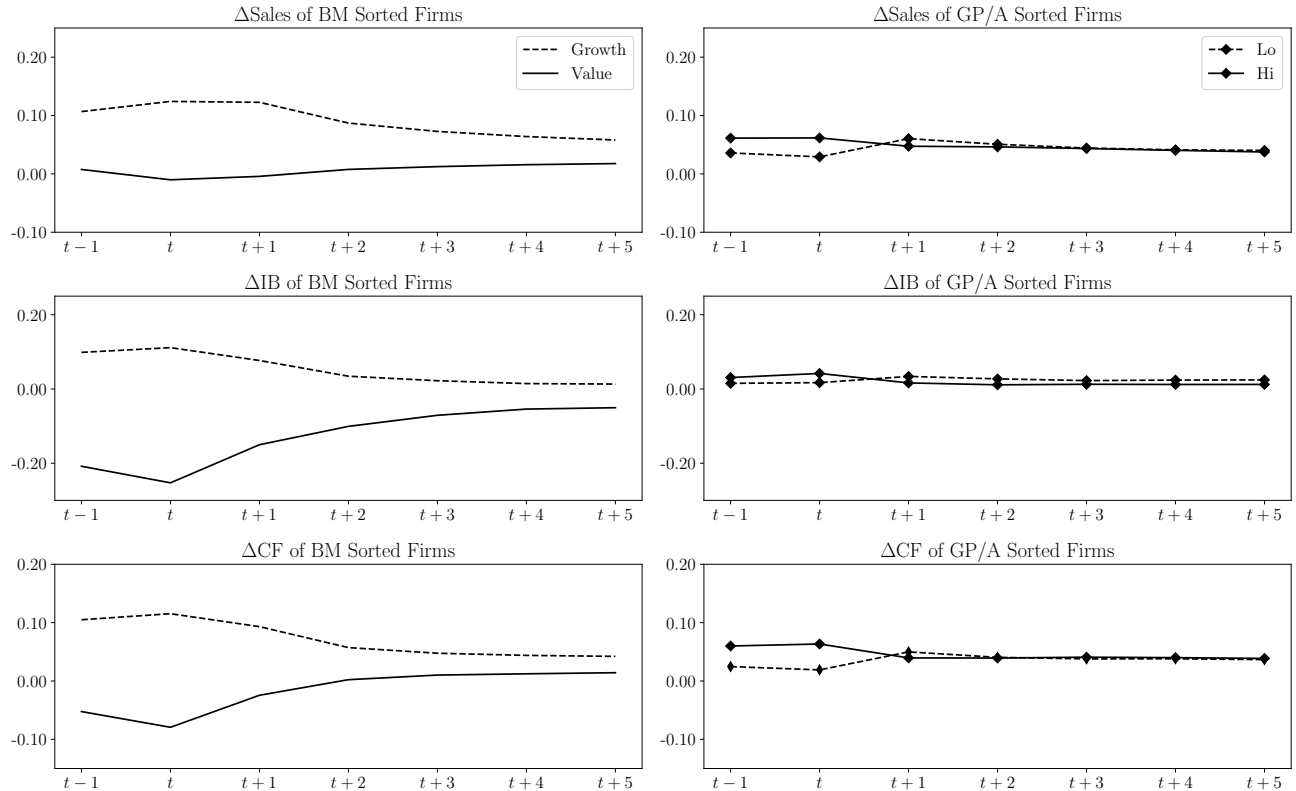 ΔSales of BM Sorted Firms
0.20
0.10
0.00
-0.10
Growth
Value
t − 1
t
t + 1
t + 2
t + 3
t + 4
t + 5
ΔSales of GP/A Sorted Firms
0.20
0.10
0.00
-0.10
Lo
Hi
t − 1
t
t + 1
t + 2
t + 3
t + 4
t + 5
ΔIB of BM Sorted Firms
0.20
0.00
-0.20
t − 1
t
t + 1
t + 2
t + 3
t + 4
t + 5
ΔIB of GP/A Sorted Firms
0.20
0.00
-0.20
t − 1
t
t + 1
t + 2
t + 3
t + 4
t + 5
ΔCF of BM Sorted Firms
0.20
0.10
0.00
-0.10
t − 1
t
t + 1
t + 2
t + 3
t + 4
t + 5
ΔCF of GP/A Sorted Firms
0.20
0.10
0.00
-0.10
t − 1
t
t + 1
t + 2
t + 3
t + 4
t + 5